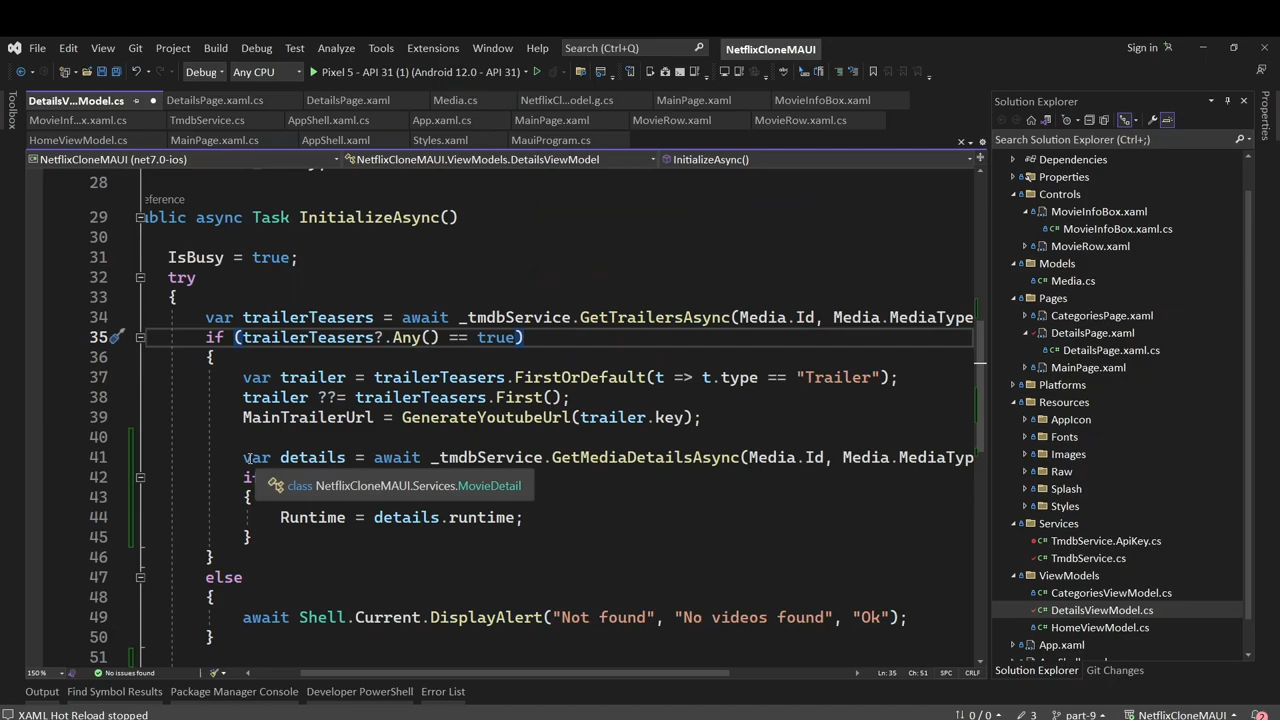 File Edit View Git Project Build Debug Test Analyze Tools Extensions Window Help Search (Ctrl+Q) NetflixCloneMAUI Sign in
Debug Any CPU Pixel 5 - API 31 (1) (Android 12.0 - API 31)
DetailsV...Model.cs DetailsPage.xaml.cs DetailsPage.xaml Media.cs NetflixCl...odel.g.cs MainPage.xaml MovieInfoBox.xaml
MovieInf...x.xaml.cs TmdbService.cs AppShell.xaml.cs App.xaml.cs MainPage.xaml MovieRow.xaml MovieRow.xaml.cs
HomeViewModel.cs MainPage.xaml.cs AppShell.xaml Styles.xaml MauiProgram.cs
NetflixCloneMAUI (net7.0-ios) NetflixCloneMAUI.ViewModels.DetailsViewModel InitializeAsync()
28
eference
29 ublic async Task InitializeAsync()
30
31 IsBusy = true;
32 try
33 {
34 var trailerTeasers = await _tmdbService.GetTrailersAsync(Media.Id, Media.MediaType
35 if (trailerTeasers?.Any() == true)
36 {
37 var trailer = trailerTeasers.FirstOrDefault(t => t.type == "Trailer");
38 trailer ??= trailerTeasers.First();
39 MainTrailerUrl = GenerateYoutubeUrl(trailer.key);
40
41 var details = await _tmdbService.GetMediaDetailsAsync(Media.Id, Media.MediaTyp
42 i
class NetflixCloneMAUI.Services.MovieDetail
43 {
44 Runtime = details.runtime;
45 }
46 }
47 else
48 {
49 await Shell.Current.DisplayAlert("Not found", "No videos found", "Ok");
50 }
51
150 % No issues found Ln: 35 Ch: 51 SPC CRLF
Output Find Symbol Results Package Manager Console Developer PowerShell Error List
XAML Hot Reload stopped 0 / 0 3 part-9 NetflixCloneMAUI 2
Toolbox
Solution Explorer
Search Solution Explorer (Ctrl+;)
Dependencies
Properties
Controls
MovieInfoBox.xaml
MovieInfoBox.xaml.cs
MovieRow.xaml
Models
Media.cs
Pages
CategoriesPage.xaml
DetailsPage.xaml
DetailsPage.xaml.cs
MainPage.xaml
Platforms
Resources
AppIcon
Fonts
Images
Raw
Splash
Styles
Services
TmdbService.ApiKey.cs
TmdbService.cs
ViewModels
CategoriesViewModel.cs
DetailsViewModel.cs
HomeViewModel.cs
App.xaml
Solution Explorer Git Changes
Properties